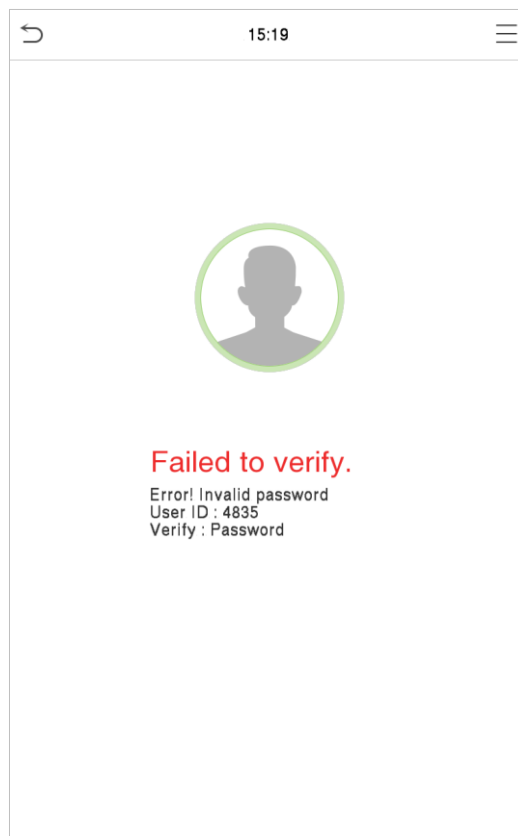 15:19
Failed to verify.
Error! Invalid password
User ID : 4835
Verify : Password